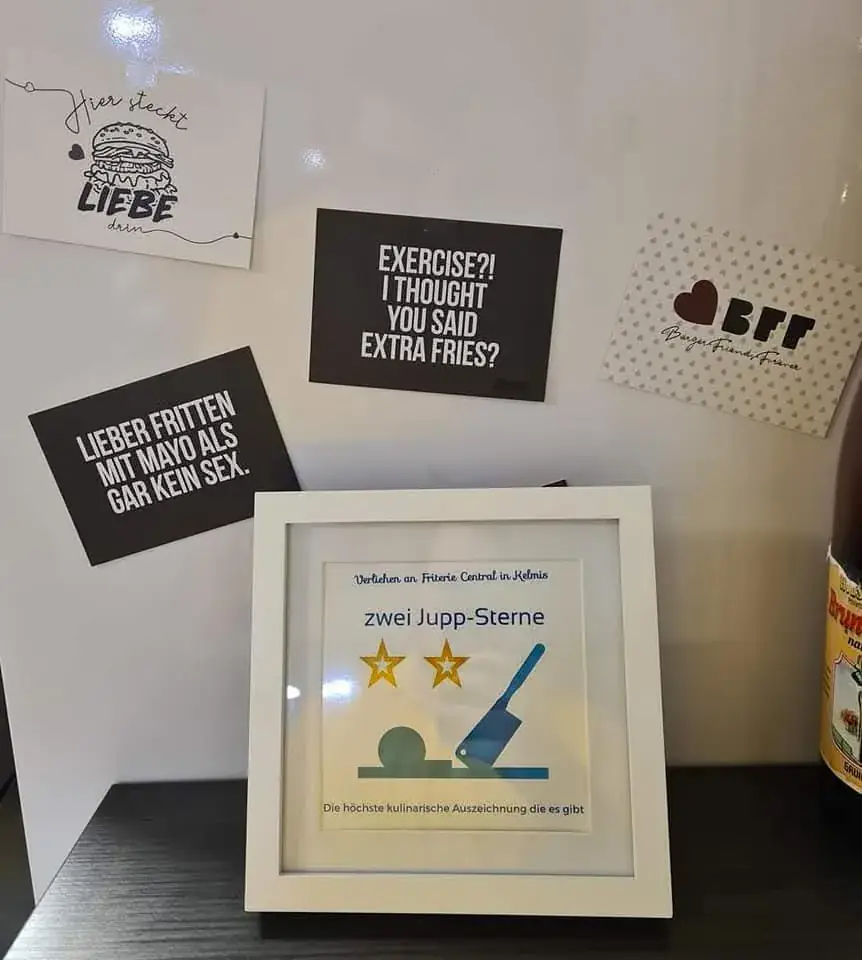 Hier steckt
LIEBE
drin
EXERCISE?!
I THOUGHT
YOU SAID
EXTRA FRIES?
BFF
Burger Friends Forever
LIEBER FRITTEN
MIT MAYO ALS
GAR KEIN SEX.
Verliehen an Friterie Central in Kelmis
zwei Jupp-Sterne
Die höchste kulinarische Auszeichnung die es gibt